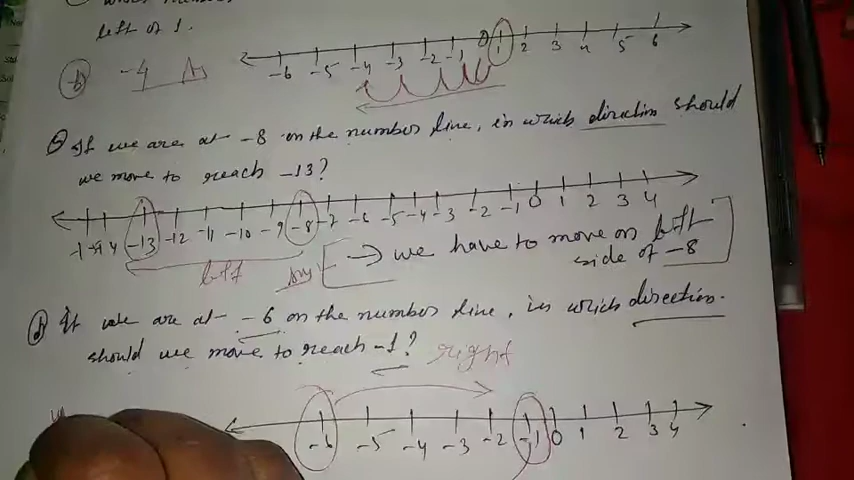 left of 1.
(b) -4 Ans
-6 -5 -4 -3 -2 -1 0 1 2 3 4 5 6
(c) If we are at -8 on the number line, in which direction should
we move to reach -13?
-14 -13 -12 -11 -10 -9 -8 -7 -6 -5 -4 -3 -2 -1 0 1 2 3 4
left
Ans → we have to move on left
side of -8
(d) If we are at -6 on the number line, in which direction.
should we move to reach -1? right
-6 -5 -4 -3 -2 -1 0 1 2 3 4